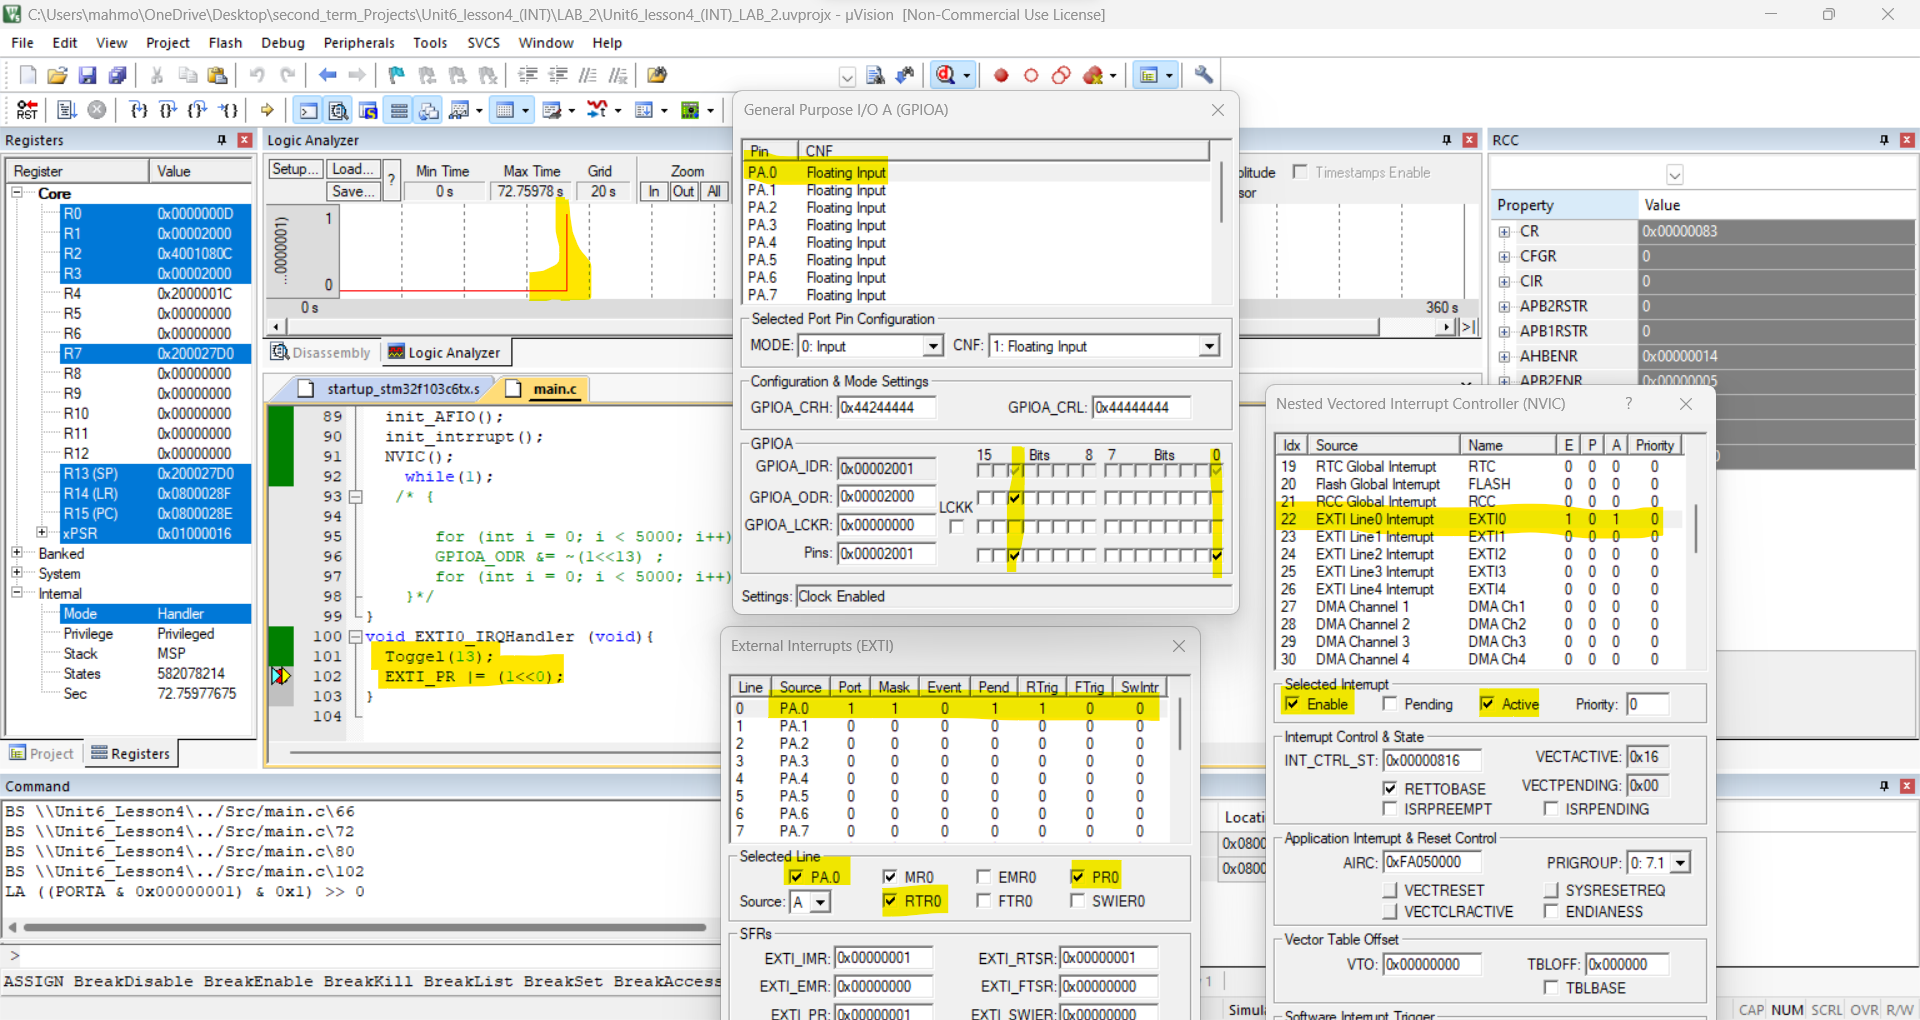 C:\Users\mahmo\OneDrive\Desktop\second_term_Projects\Unit6_lesson4_(INT)\LAB_2\Unit6_lesson4_(INT)_LAB_2.uvprojx - µVision [Non-Commercial Use License]
File Edit View Project Flash Debug Peripherals Tools SVCS Window Help
RST
Registers
Register Value
Core
R0 0x0000000D
R1 0x00002000
R2 0x4001080C
R3 0x00002000
R4 0x2000001C
R5 0x00000000
R6 0x00000000
R7 0x200027D0
R8 0x00000000
R9 0x00000000
R10 0x00000000
R11 0x00000000
R12 0x00000000
R13 (SP) 0x200027D0
R14 (LR) 0x0800028F
R15 (PC) 0x0800028E
xPSR 0x01000016
Banked
System
Internal
Mode Handler
Privilege Privileged
Stack MSP
States 582078214
Sec 72.75977675
Project Registers
Logic Analyzer
Setup... Load... Save... ?
Min Time Max Time Grid Zoom
0 s 72.75978 s 20 s In Out All
plitude Timestamps Enable
sor
...0000001)
1
0
0 s
360 s
Disassembly Logic Analyzer
startup_stm32f103c6tx.s main.c
89 init_AFIO();
90 init_intrrupt();
91 NVIC();
92 while(1);
93 /* {
94
95 for (int i = 0; i < 5000; i++)
96 GPIOA_ODR &= ~(1<<13) ;
97 for (int i = 0; i < 5000; i++)
98 }*/
99 }
100 void EXTI0_IRQHandler (void){
101 Toggel(13);
102 EXTI_PR |= (1<<0);
103 }
104
General Purpose I/O A (GPIOA)
Pin CNF
PA.0 Floating Input
PA.1 Floating Input
PA.2 Floating Input
PA.3 Floating Input
PA.4 Floating Input
PA.5 Floating Input
PA.6 Floating Input
PA.7 Floating Input
Selected Port Pin Configuration
MODE: 0: Input CNF: 1: Floating Input
Configuration & Mode Settings
GPIOA_CRH: 0x44244444 GPIOA_CRL: 0x44444444
GPIOA
15 Bits 8 7 Bits 0
GPIOA_IDR: 0x00002001
GPIOA_ODR: 0x00002000
LCKK
GPIOA_LCKR: 0x00000000
Pins: 0x00002001
Settings: Clock Enabled
External Interrupts (EXTI)
Line Source Port Mask Event Pend RTrig FTrig SwIntr
0 PA.0 1 1 0 1 1 0 0
1 PA.0 0 0 0 0 0 0 0
2 PA.2 0 0 0 0 0 0 0
3 PA.3 0 0 0 0 0 0 0
4 PA.4 0 0 0 0 0 0 0
5 PA.5 0 0 0 0 0 0 0
6 PA.6 0 0 0 0 0 0 0
7 PA.7 0 0 0 0 0 0 0
Selected Line
PA.0 MR0 EMR0 PR0
Source: A RTR0 FTR0 SWIER0
SFRs
EXTI_IMR: 0x00000001 EXTI_RTSR: 0x00000001
EXTI_EMR: 0x00000000 EXTI_FTSR: 0x00000000
EXTI_PR: 0x00000001 EXTI_SWIER: 0x00000000
RCC
Property Value
CR 0x00000083
CFGR 0
CIR 0
APB2RSTR 0
APB1RSTR 0
AHBENR 0x00000014
APB2ENR 0x00000005
Nested Vectored Interrupt Controller (NVIC) ?
Idx Source Name E P A Priority
19 RTC Global Interrupt RTC 0 0 0 0
20 Flash Global Interrupt FLASH 0 0 0 0
21 RCC Global Interrupt RCC 0 0 0 0
22 EXTI Line0 Interrupt EXTI0 1 0 1 0
23 EXTI Line1 Interrupt EXTI1 0 0 0 0
24 EXTI Line2 Interrupt EXTI2 0 0 0 0
25 EXTI Line3 Interrupt EXTI3 0 0 0 0
26 EXTI Line4 Interrupt EXTI4 0 0 0 0
27 DMA Channel 1 DMA Ch1 0 0 0 0
28 DMA Channel 2 DMA Ch2 0 0 0 0
29 DMA Channel 3 DMA Ch3 0 0 0 0
30 DMA Channel 4 DMA Ch4 0 0 0 0
Selected Interrupt
Enable Pending Active Priority: 0
Interrupt Control & State
INT_CTRL_ST: 0x00000816 VECTACTIVE: 0x16
RETTOBASE VECTPENDING: 0x00
ISRPREEMPT ISRPENDING
Application Interrupt & Reset Control
AIRC: 0xFA050000 PRIGROUP: 0: 7.1
VECTRESET SYSRESETREQ
VECTCLRACTIVE ENDIANESS
Vector Table Offset
VTO: 0x00000000 TBLOFF: 0x000000
TBLBASE
Software Interrupt Trigger
Command
BS \\Unit6_Lesson4\../Src/main.c\66
BS \\Unit6_Lesson4\../Src/main.c\72
BS \\Unit6_Lesson4\../Src/main.c\80
BS \\Unit6_Lesson4\../Src/main.c\102
LA ((PORTA & 0x00000001) & 0x1) >> 0
>
ASSIGN BreakDisable BreakEnable BreakKill BreakList BreakSet BreakAccess
Locati
0x0800
0x0800
1
Simula
CAP NUM SCRL OVR R/W